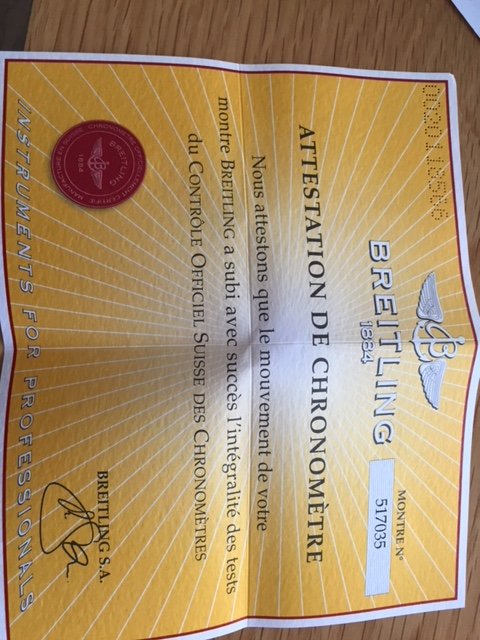 BREITLING
1884
MONTRE N°
517035
ATTESTATION DE CHRONOMÈTRE
Nous attestons que le mouvement de votre
montre BREITLING a subi avec succès l'intégralité des tests
du CONTRÔLE OFFICIEL SUISSE DES CHRONOMÈTRES
BREITLING
1884
BREITLING S.A.
INSTRUMENTS FOR PROFESSIONALS